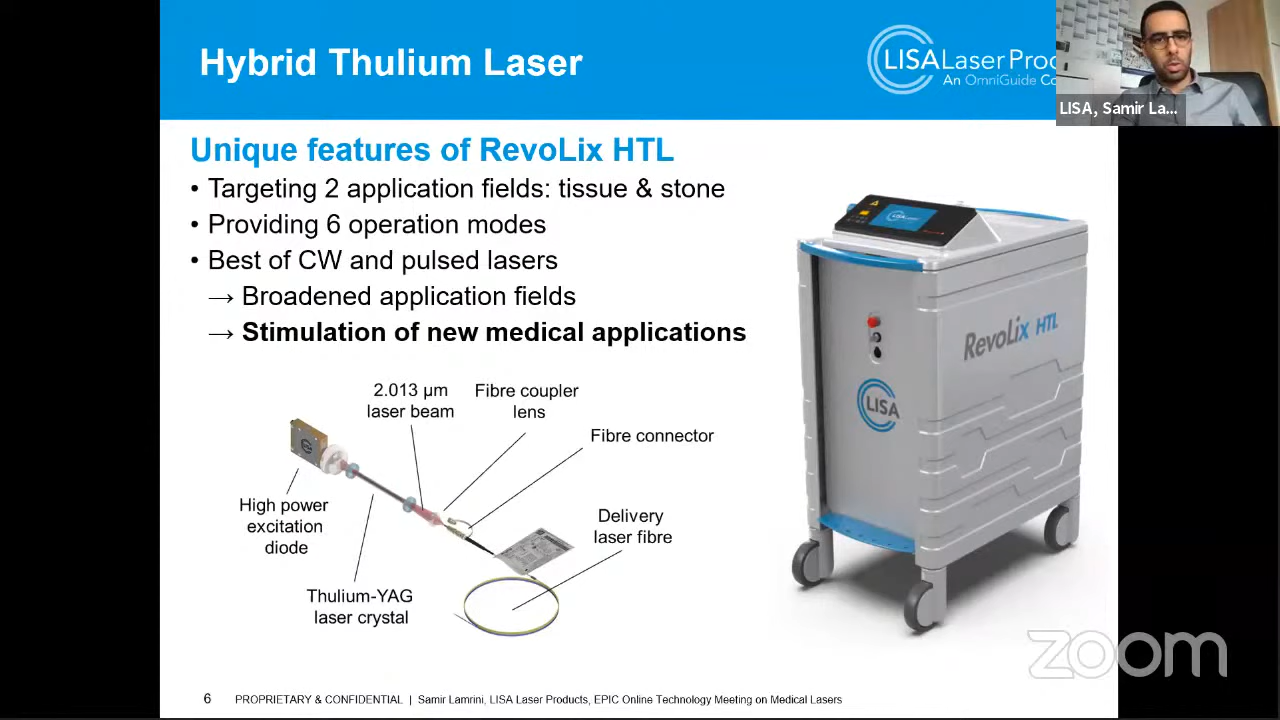 Hybrid Thulium Laser
LISALaserPro
An OmniGuide Co
LISA, Samir La...
Unique features of RevoLix HTL
• Targeting 2 application fields: tissue & stone
• Providing 6 operation modes
• Best of CW and pulsed lasers
→ Broadened application fields
→ Stimulation of new medical applications
2.013 µm
laser beam
Fibre coupler
lens
Fibre connector
High power
excitation
diode
Delivery
laser fibre
Thulium-YAG
laser crystal
LISALaser
RevoLix HTL
LISA
zoom
6 PROPRIETARY & CONFIDENTIAL | Samir Lamrini, LISA Laser Products, EPIC Online Technology Meeting on Medical Lasers